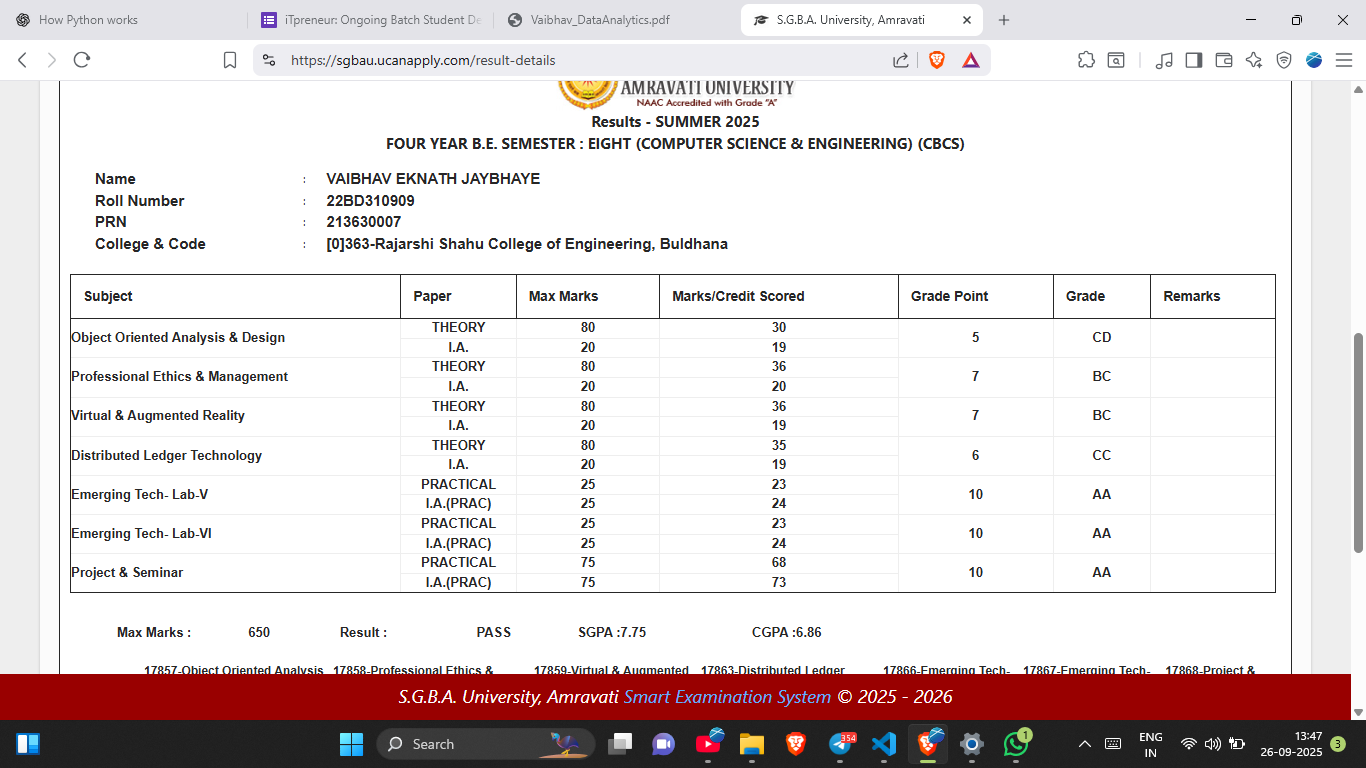 How Python works
iTpreneur: Ongoing Batch Student De
Vaibhav_DataAnalytics.pdf
S.G.B.A. University, Amravati
https://sgbau.ucanapply.com/result-details
AMRAVATI UNIVERSITY
NAAC Accredited with Grade "A"
Results - SUMMER 2025
FOUR YEAR B.E. SEMESTER : EIGHT (COMPUTER SCIENCE & ENGINEERING) (CBCS)
Name : VAIBHAV EKNATH JAYBHAYE
Roll Number : 22BD310909
PRN : 213630007
College & Code : [0]363-Rajarshi Shahu College of Engineering, Buldhana
Subject Paper Max Marks Marks/Credit Scored Grade Point Grade Remarks
Object Oriented Analysis & Design THEORY 80 30 5 CD
I.A. 20 19
Professional Ethics & Management THEORY 80 36 7 BC
I.A. 20 20
Virtual & Augmented Reality THEORY 80 36 7 BC
I.A. 20 19
Distributed Ledger Technology THEORY 80 35 6 CC
I.A. 20 19
Emerging Tech- Lab-V PRACTICAL 25 23 10 AA
I.A.(PRAC) 25 24
Emerging Tech- Lab-VI PRACTICAL 25 23 10 AA
I.A.(PRAC) 25 24
Project & Seminar PRACTICAL 75 68 10 AA
I.A.(PRAC) 75 73
Max Marks : 650 Result : PASS SGPA :7.75 CGPA :6.86
17857-Object Oriented Analysis 17858-Professional Ethics & 17859-Virtual & Augmented 17863-Distributed Ledger 17866-Emerging Tech- 17867-Emerging Tech- 17868-Project &
S.G.B.A. University, Amravati Smart Examination System © 2025 - 2026
Search
354
1
ENG
IN
13:47
26-09-2025
3